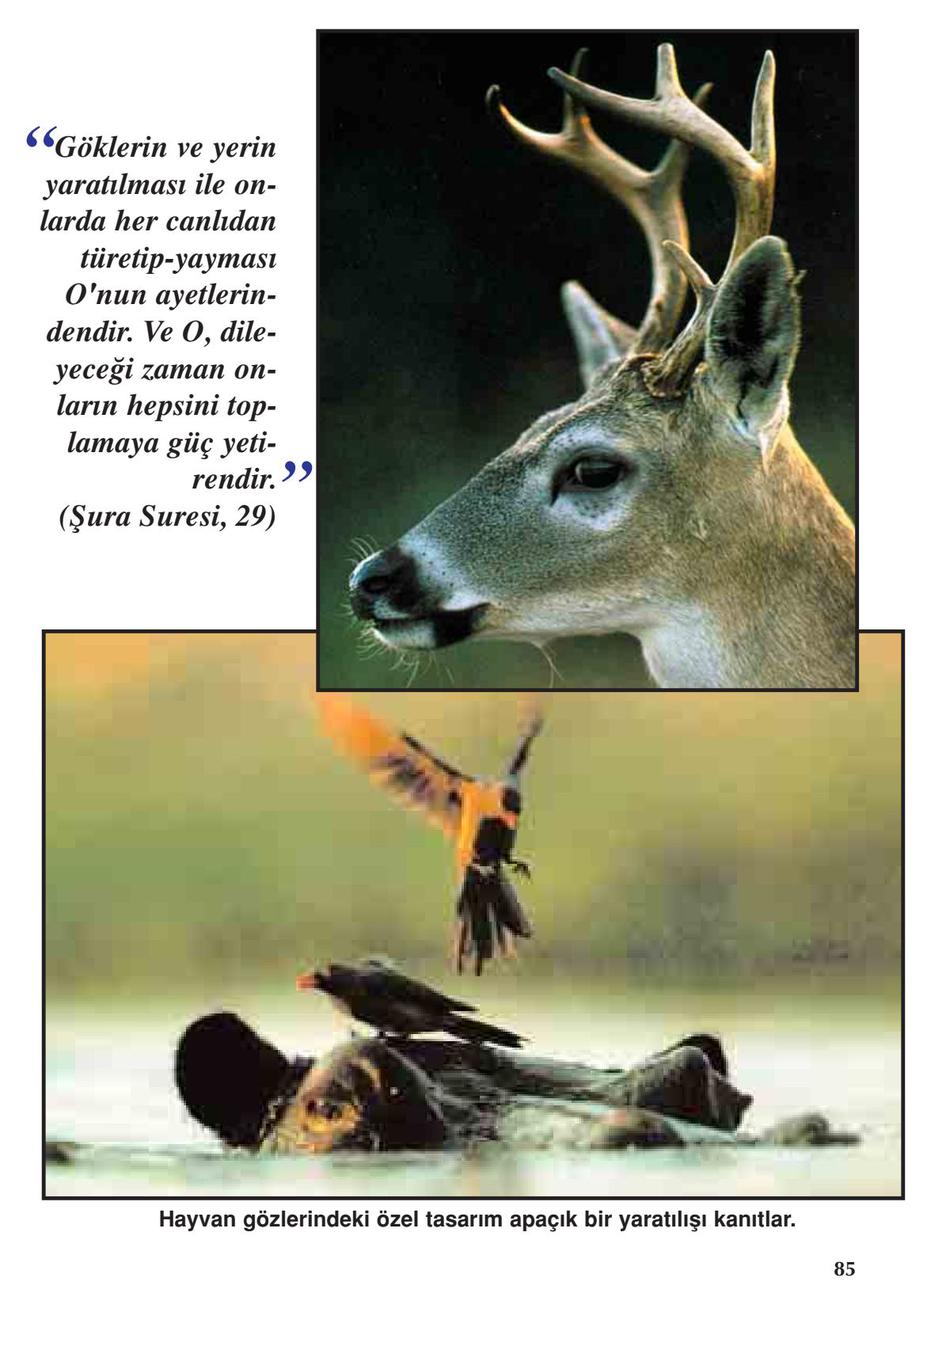 “Göklerin ve yerin
yaratılması ile on-
larda her canlıdan
türetip-yayması
O'nun ayetlerin-
dendir. Ve O, dile-
yeceği zaman on-
ların hepsini top-
lamaya güç yeti-
rendir.”
(Şura Suresi, 29)
Hayvan gözlerindeki özel tasarım apaçık bir yaratılışı kanıtlar.
85